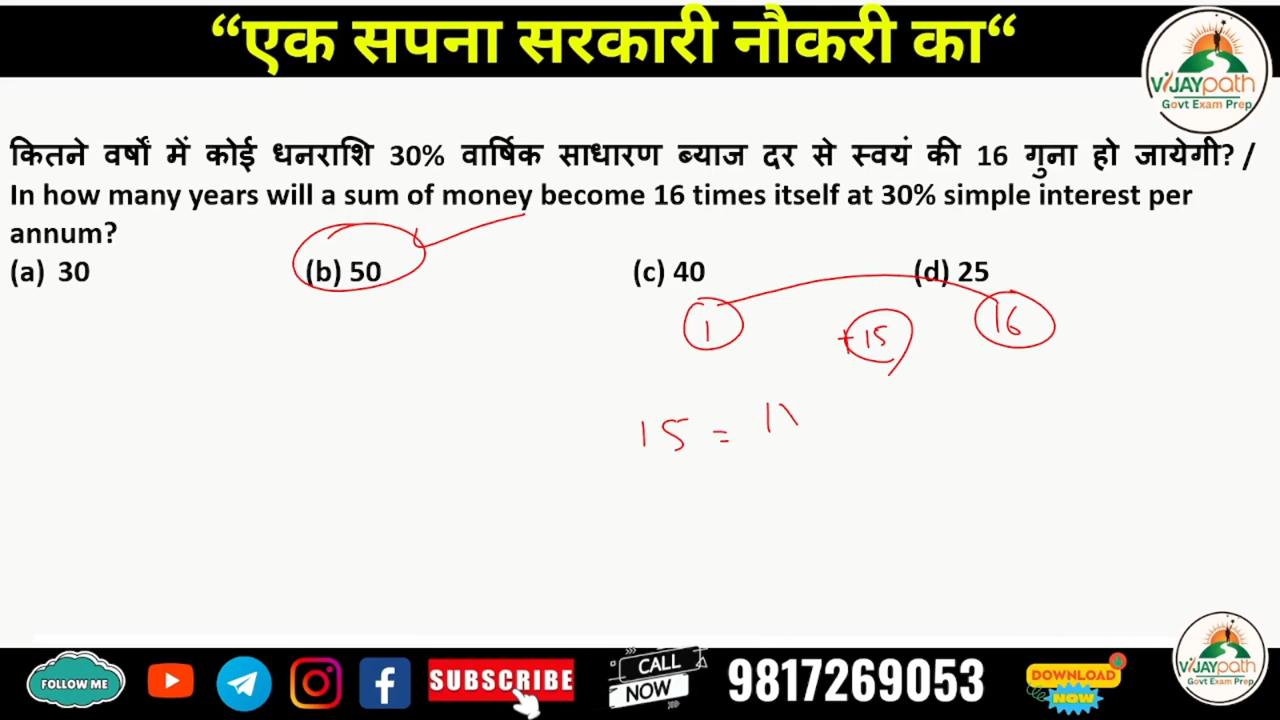 “एक सपना सरकारी नौकरी का“
VIJAYpath
Govt Exam Prep
कितने वर्षों में कोई धनराशि 30% वार्षिक साधारण ब्याज दर से स्वयं की 16 गुना हो जायेगी? /
In how many years will a sum of money become 16 times itself at 30% simple interest per
annum?
(a) 30 (b) 50 (c) 40 (d) 25
1 +15 16
15 =
VIJAYpath
Govt Exam Prep
FOLLOW ME
SUBSCRIBE
CALL
NOW
9817269053
DOWNLOAD
NOW